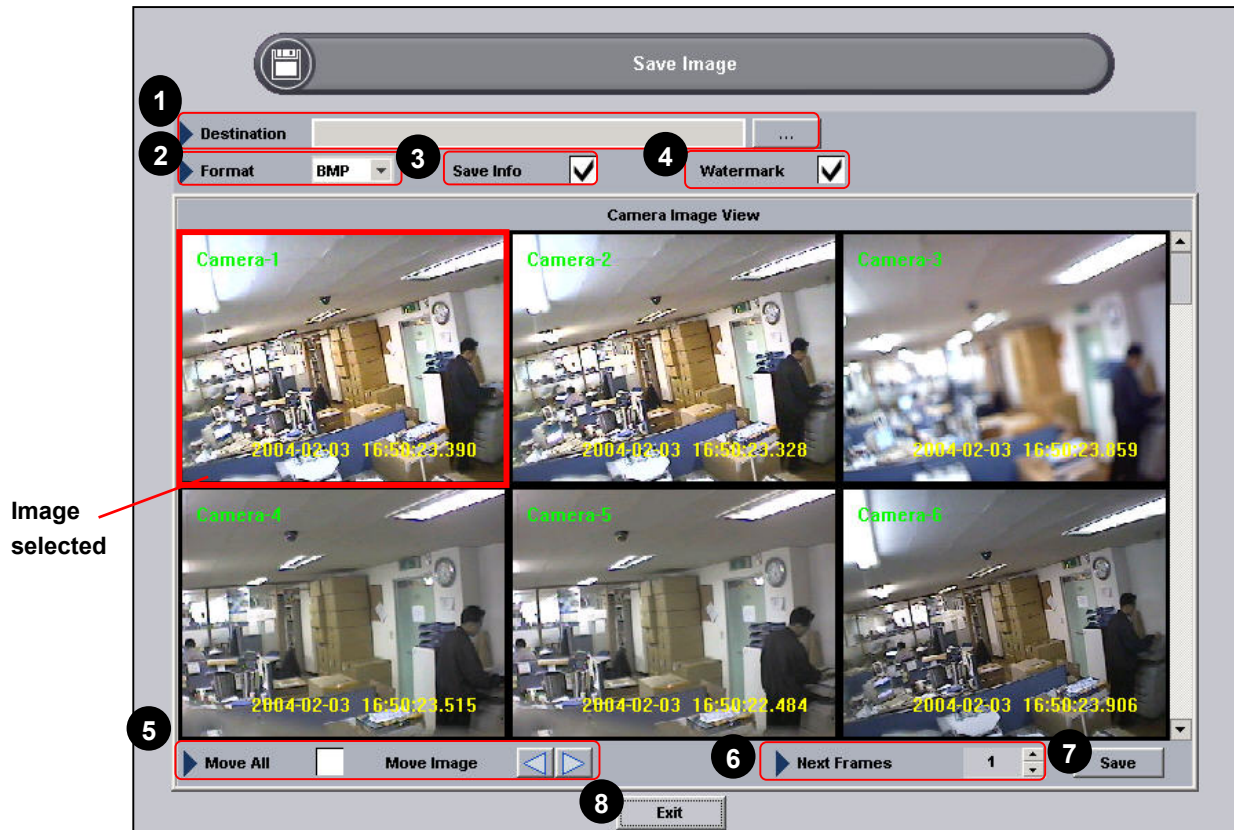 Save Image
1
Destination ...
2 Format BMP 3 Save Info 4 Watermark
Camera Image View
Camera-1 Camera-2 Camera-3
2004-02-03 16:50:23.390 2004-02-03 16:50:23.328 2004-02-03 16:50:23.859
Image
selected
Camera-4 Camera-5 Camera-6
2004-02-03 16:50:23.515 2004-02-03 16:50:22.484 2004-02-03 16:50:23.906
5 Move All Move Image 6 Next Frames 1 7 Save
8 Exit